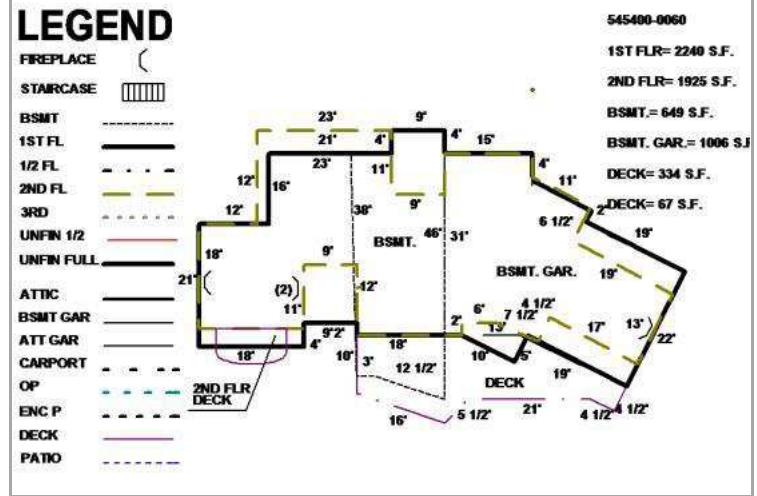 LEGEND
FIREPLACE
STAIRCASE
BSMT
1ST FL
1/2 FL
2ND FL
3RD
UNFIN 1/2
UNFIN FULL
ATTIC
BSMT GAR
ATT GAR
CARPORT
OP
ENC P
DECK
PATIO
545400-0060
1ST FLR= 2240 S.F.
2ND FLR= 1925 S.F.
BSMT.= 649 S.F.
BSMT. GAR.= 1006 S.F
DECK= 334 S.F.
DECK= 67 S.F.
23' 9'
21' 4' 4' 15'
23' 11' 4'
12' 16' 11'
12' 38' 9' 2'
6 1/2' 19'
46' 31'
BSMT.
18' 9' 19'
BSMT. GAR.
21' (2) 12'
11' 6' 4 1/2'
7 1/2' 17' 13' 22'
2' 13'
18' 4' 9'2' 10' 18' 10' 5'
3' 12 1/2' 19'
DECK
2ND FLR
DECK
16' 5 1/2' 21' 4 1/2' 4 1/2'